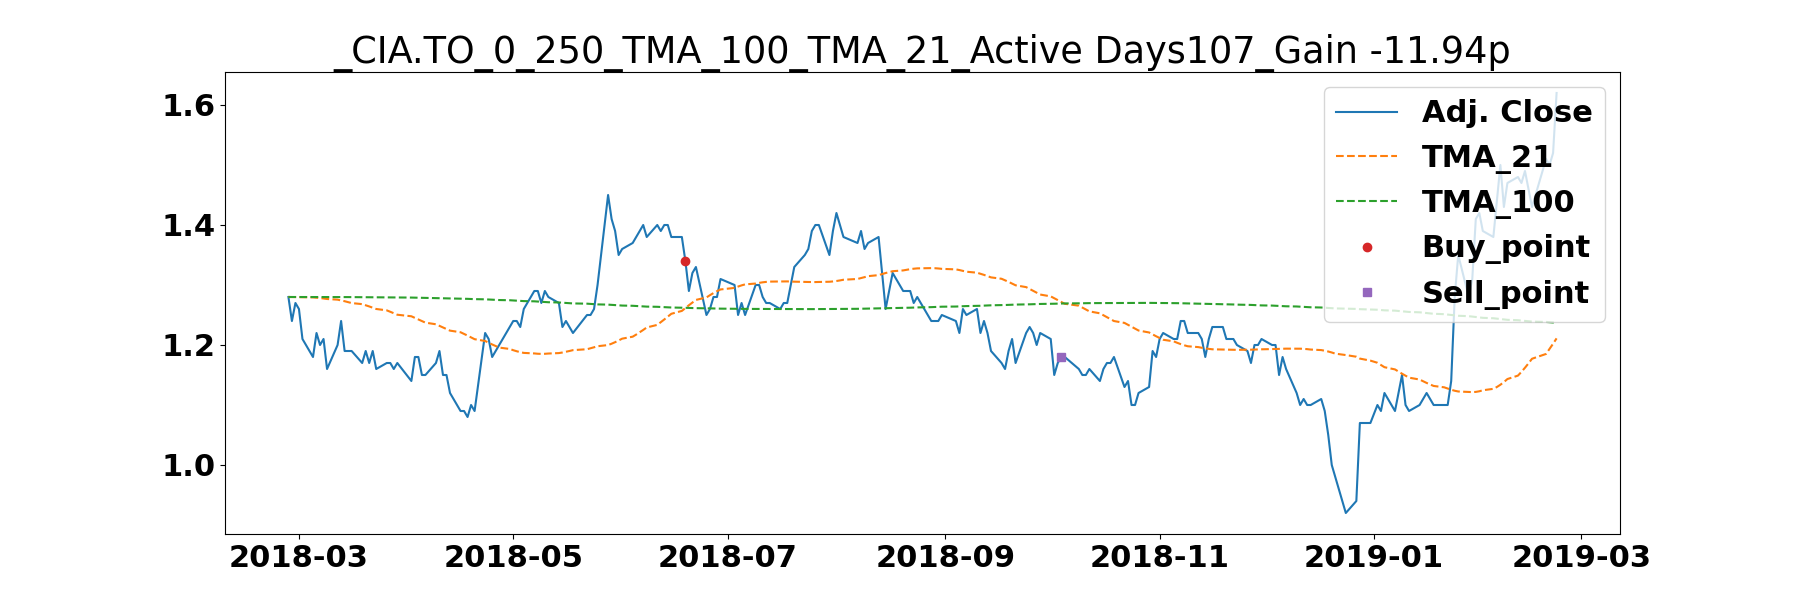 _CIA.TO_0_250_TMA_100_TMA_21_Active Days107_Gain -11.94p
1.6
1.4
1.2
1.0
Adj. Close
TMA_21
TMA_100
Buy_point
Sell_point
2018-03 2018-05 2018-07 2018-09 2018-11 2019-01 2019-03